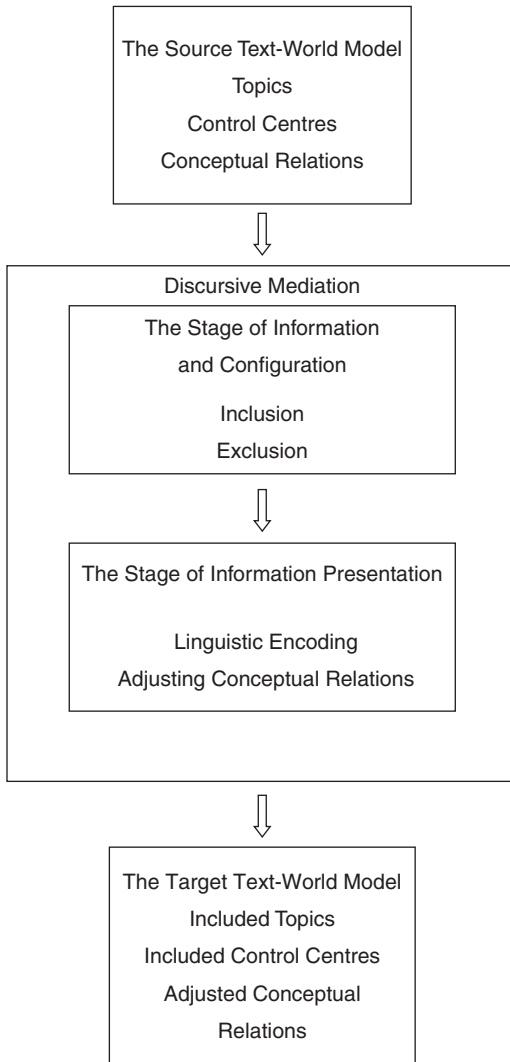 The Source Text-World Model
Topics
Control Centres
Conceptual Relations
Discursive Mediation
The Stage of Information
and Configuration
Inclusion
Exclusion
The Stage of Information Presentation
Linguistic Encoding
Adjusting Conceptual Relations
The Target Text-World Model
Included Topics
Included Control Centres
Adjusted Conceptual
Relations